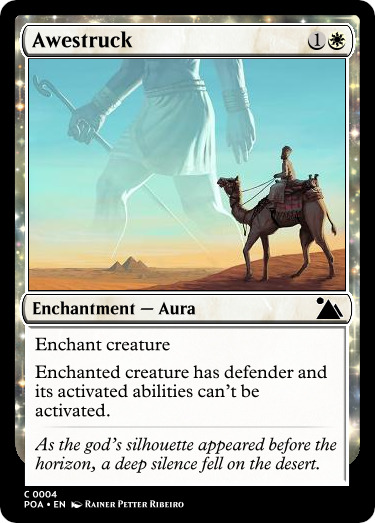 Awestruck
1
Enchantment — Aura
Enchant creature
Enchanted creature has defender and
its activated abilities can't be
activated.
As the god's silhouette appeared before the
horizon, a deep silence fell on the desert.
C 0004
POA • EN Rainer Petter Ribeiro